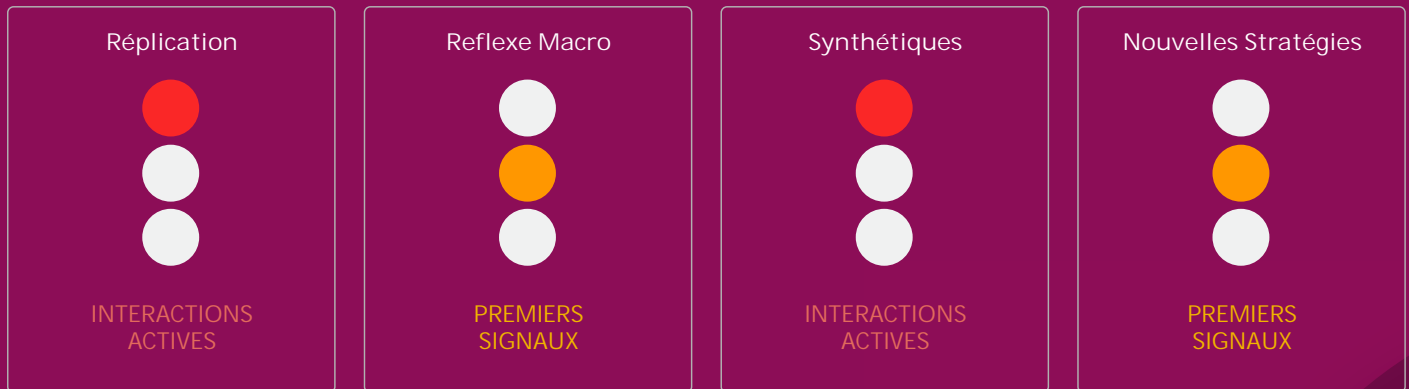 Réplication
INTERACTIONS
ACTIVES
Reflexe Macro
PREMIERS
SIGNAUX
Synthétiques
INTERACTIONS
ACTIVES
Nouvelles Stratégies
PREMIERS
SIGNAUX